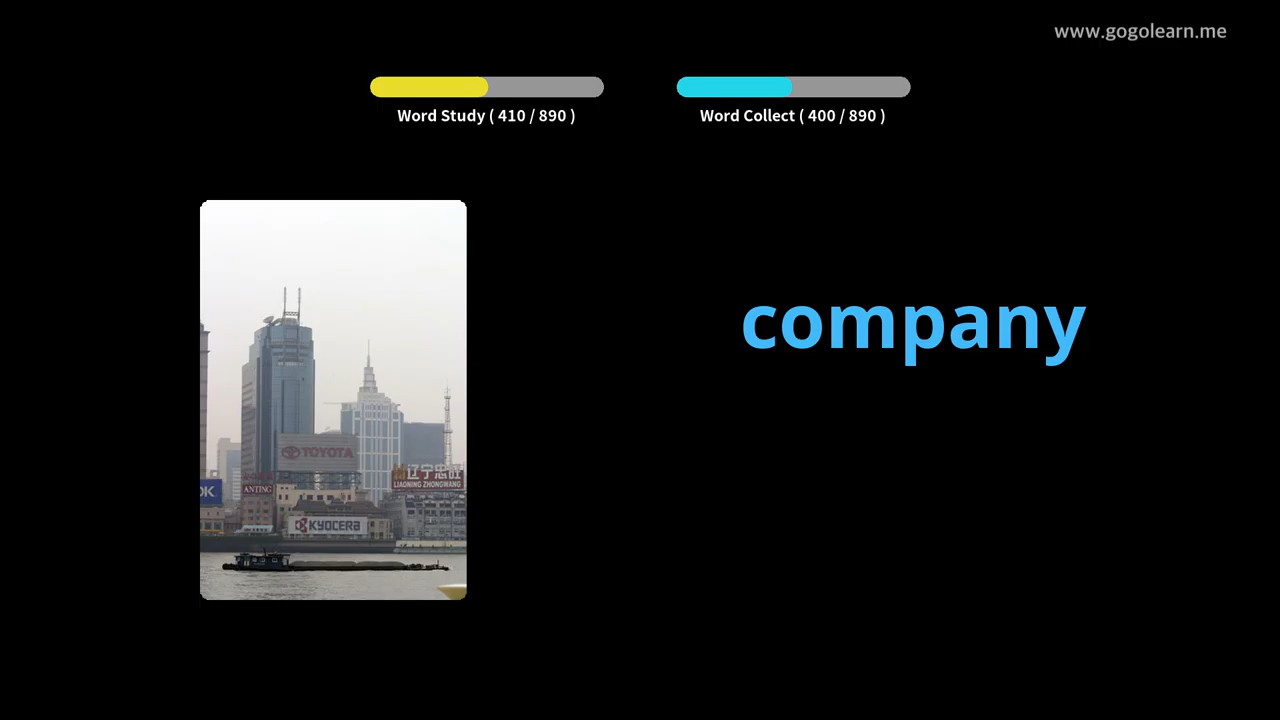 www.gogolearn.me
Word Study ( 410 / 890 )
Word Collect ( 400 / 890 )
company
TOYOTA
辽宁忠旺
LIAONING ZHONGWANG
OK
ANTING
KYOCERA